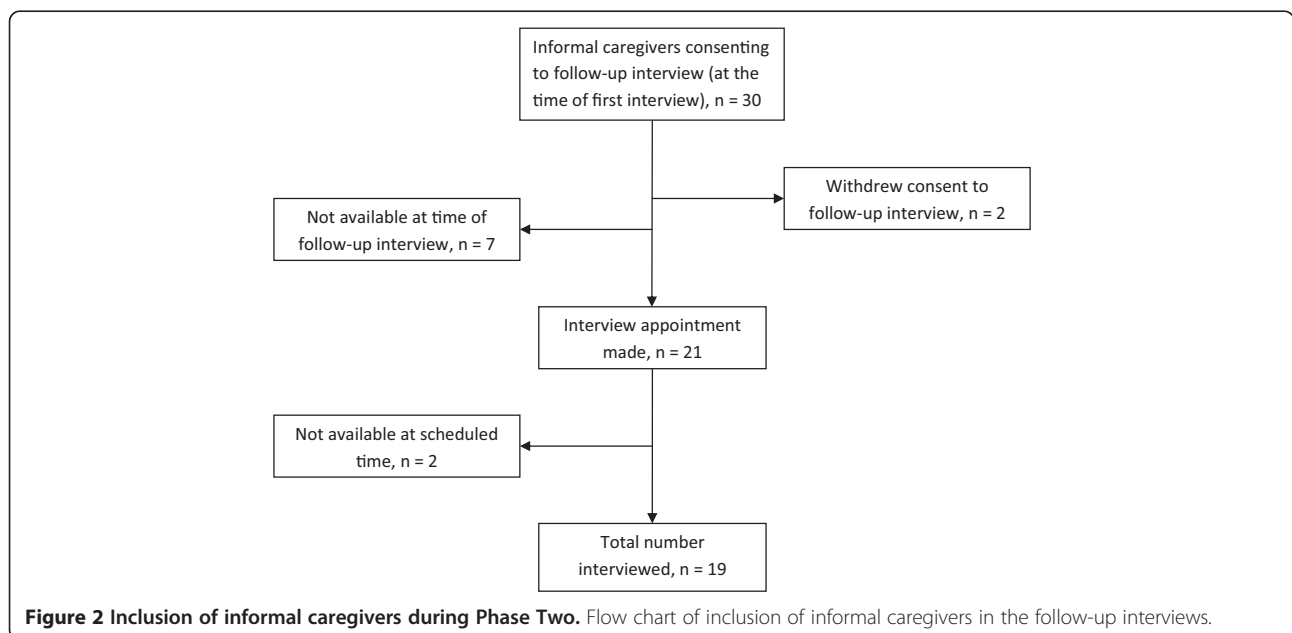 Informal caregivers consenting
to follow-up interview (at the
time of first interview), n = 30
Withdrew consent to
follow-up interview, n = 2
Not available at time of
follow-up interview, n = 7
Interview appointment
made, n = 21
Not available at scheduled
time, n = 2
Total number
interviewed, n = 19
Figure 2 Inclusion of informal caregivers during Phase Two. Flow chart of inclusion of informal caregivers in the follow-up interviews.